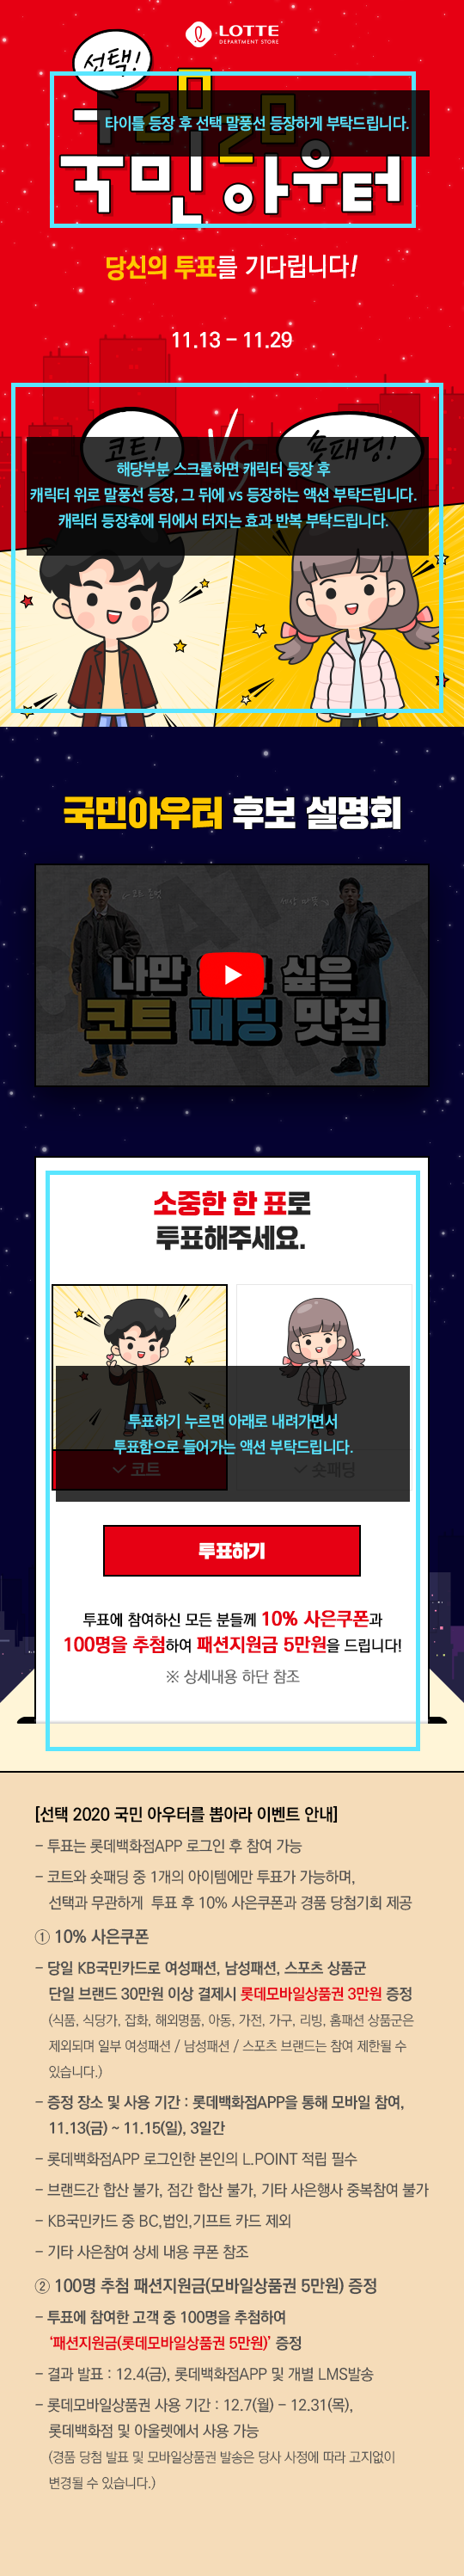 LOTTE
DEPARTMENT STORE
선택!
타이틀 등장 후 선택 말풍선 등장하게 부탁드립니다.
국민 아우터
당신의 투표를 기다립니다!
11.13 – 11.29
코트!
VS
숏패딩!
해당부분 스크롤하면 캐릭터 등장 후
캐릭터 위로 말풍선 등장, 그 뒤에 vs 등장하는 액션 부탁드립니다.
캐릭터 등장후에 뒤에서 터지는 효과 반복 부탁드립니다.
국민아우터 후보 설명회
나만 싶은
코트 패딩 맛집
소중한 한 표로
투표해주세요.
투표하기 누르면 아래로 내려가면서
투표함으로 들어가는 액션 부탁드립니다.
코트
숏패딩
투표하기
투표에 참여하신 모든 분들께 10% 사은쿠폰과
100명을 추첨하여 패션지원금 5만원을 드립니다!
※ 상세내용 하단 참조
[선택 2020 국민 아우터를 뽑아라 이벤트 안내]
– 투표는 롯데백화점APP 로그인 후 참여 가능
– 코트와 숏패딩 중 1개의 아이템에만 투표가 가능하며,
선택과 무관하게 투표 후 10% 사은쿠폰과 경품 당첨기회 제공
① 10% 사은쿠폰
– 당일 KB국민카드로 여성패션, 남성패션, 스포츠 상품군
단일 브랜드 30만원 이상 결제시 롯데모바일상품권 3만원 증정
(식품, 식당가, 잡화, 해외명품, 아동, 가전, 가구, 리빙, 홈패션 상품군은
제외되며 일부 여성패션 / 남성패션 / 스포츠 브랜드는 참여 제한될 수
있습니다.)
– 증정 장소 및 사용 기간 : 롯데백화점APP을 통해 모바일 참여,
11.13(금) ~ 11.15(일), 3일간
– 롯데백화점APP 로그인한 본인의 L.POINT 적립 필수
– 브랜드간 합산 불가, 점간 합산 불가, 기타 사은행사 중복참여 불가
– KB국민카드 중 BC,법인,기프트 카드 제외
– 기타 사은참여 상세 내용 쿠폰 참조
② 100명 추첨 패션지원금(모바일상품권 5만원) 증정
– 투표에 참여한 고객 중 100명을 추첨하여
‘패션지원금(롯데모바일상품권 5만원)’ 증정
– 결과 발표 : 12.4(금), 롯데백화점APP 및 개별 LMS발송
– 롯데모바일상품권 사용 기간 : 12.7(월) – 12.31(목),
롯데백화점 및 아울렛에서 사용 가능
(경품 당첨 발표 및 모바일상품권 발송은 당사 사정에 따라 고지없이
변경될 수 있습니다.)